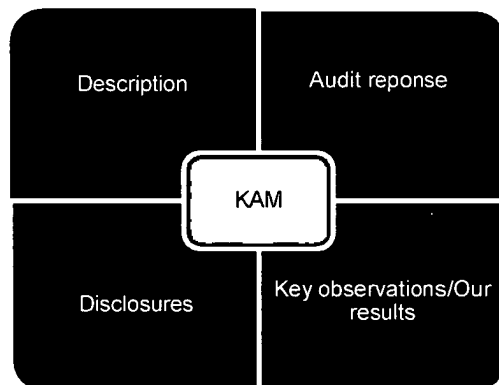 Description
Audit reponse
KAM
Disclosures
Key observations/Our
results